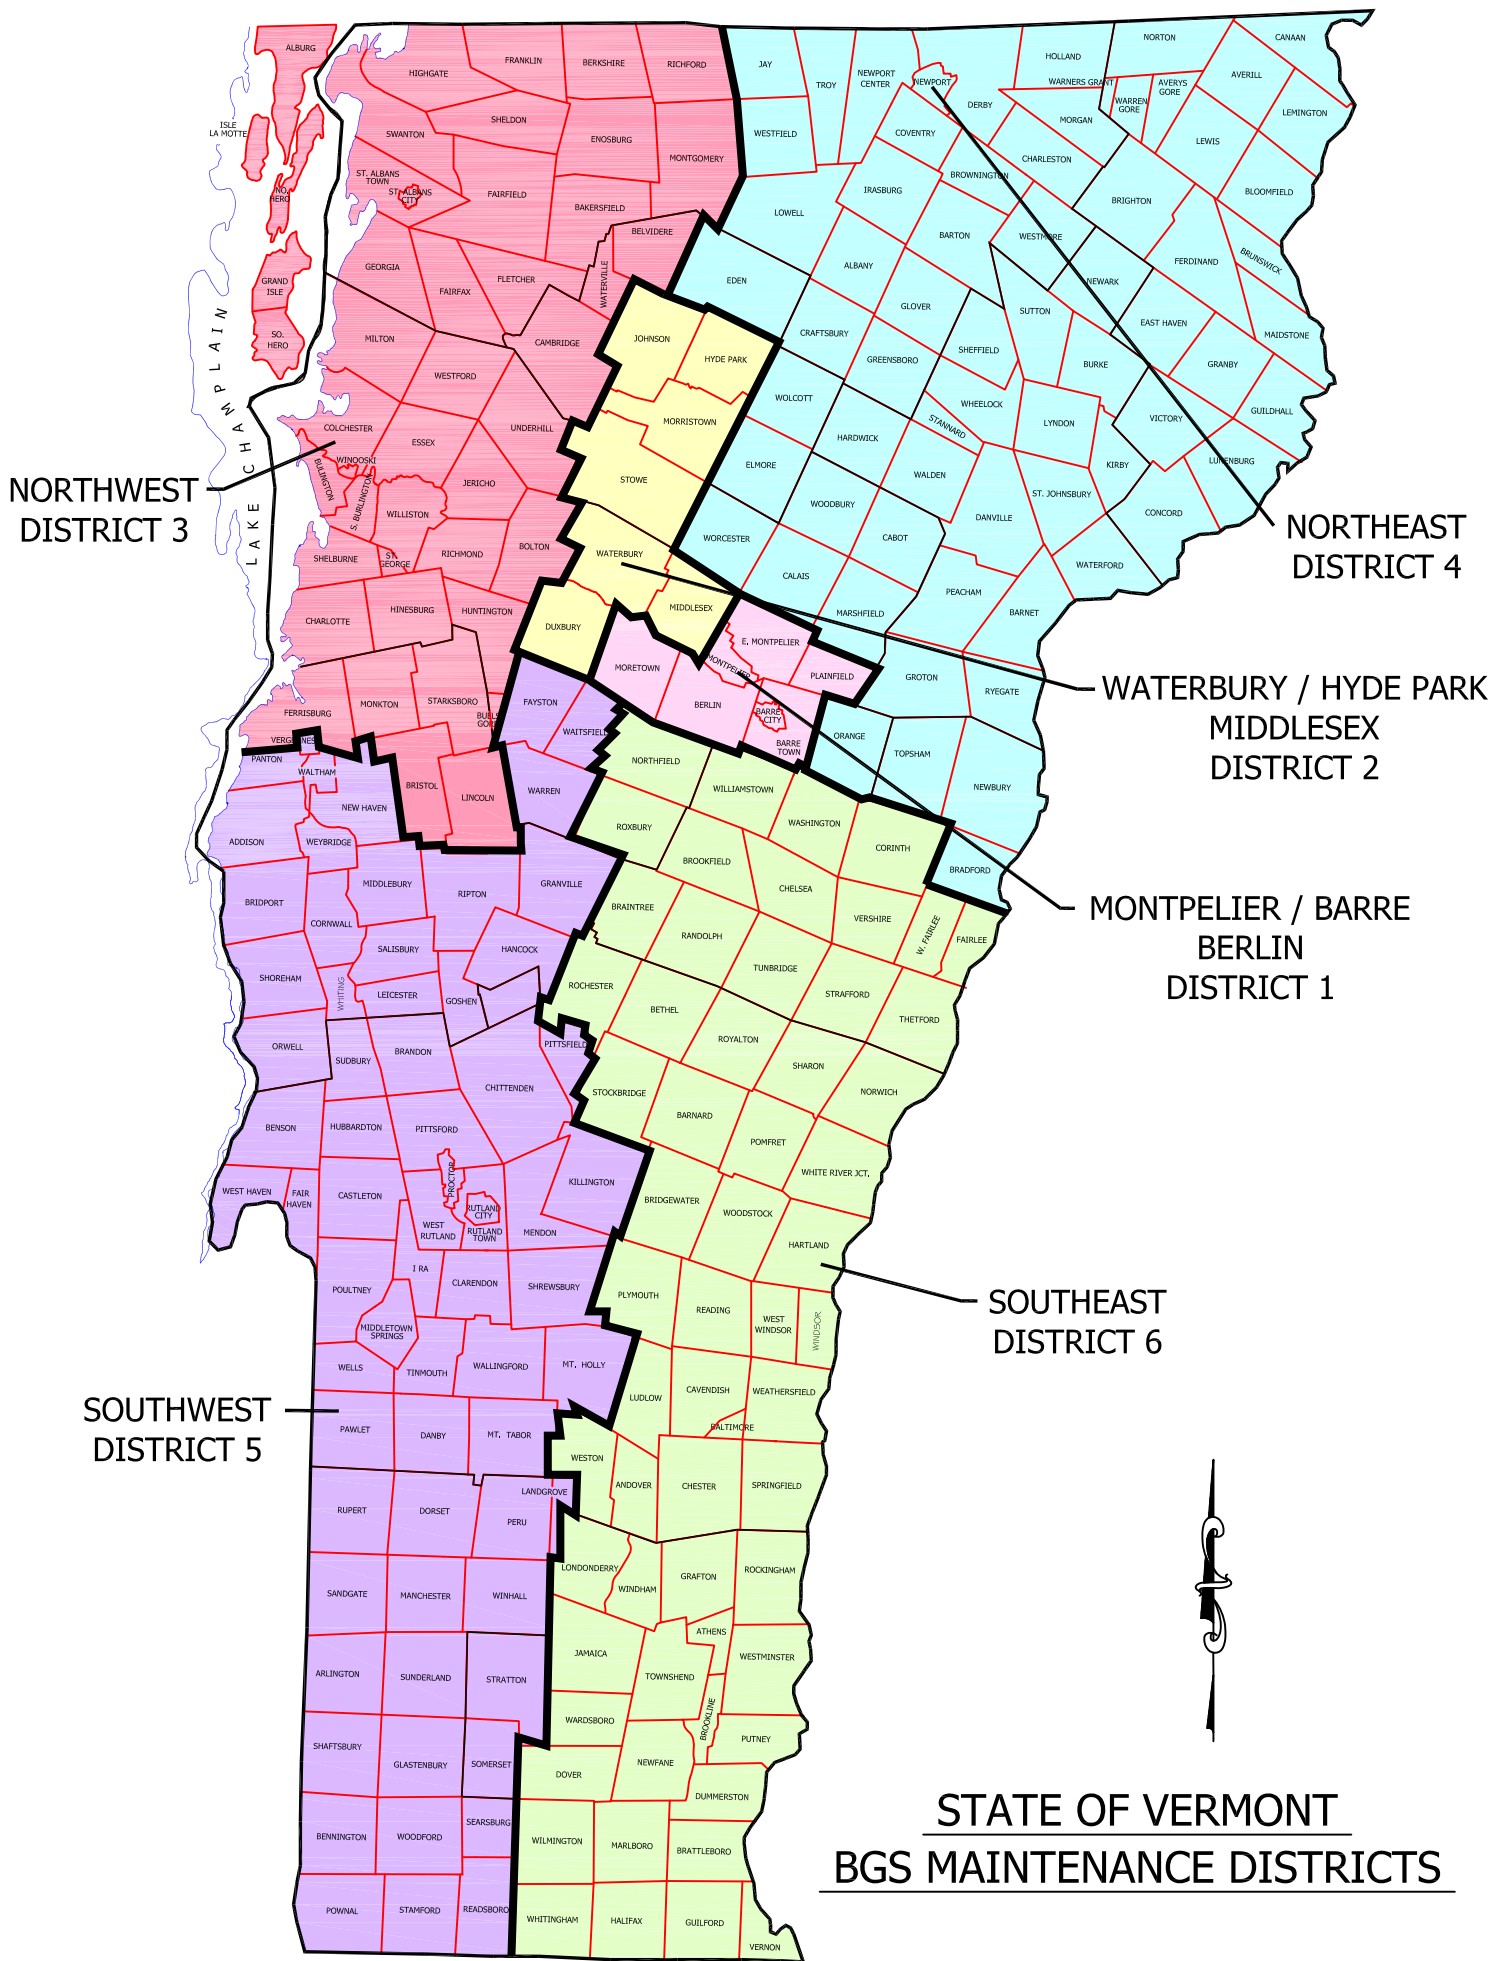 ALBURG
ISLE
LA MOTTE
NO.
HERO
GRAND
ISLE
SO.
HERO
LAKE CHAMPLAIN
HIGHGATE
FRANKLIN
BERKSHIRE
RICHFORD
SWANTON
SHELDON
ENOSBURG
MONTGOMERY
ST. ALBANS
TOWN
ST. ALBANS
CITY
FAIRFIELD
BAKERSFIELD
BELVIDERE
WATERVILLE
GEORGIA
FAIRFAX
FLETCHER
CAMBRIDGE
MILTON
WESTFORD
UNDERHILL
COLCHESTER
ESSEX
WINOOSKI
BULINGTON
S. BURLINGTON
JERICHO
WILLISTON
BOLTON
RICHMOND
SHELBURNE
ST.
GEORGE
HINESBURG
HUNTINGTON
CHARLOTTE
MONKTON
STARKSBORO
BUELS
GORE
FERRISBURG
VERGENNES
BRISTOL
LINCOLN
NORTHWEST
DISTRICT 3
JAY
TROY
NEWPORT
CENTER
NEWPORT
DERBY
HOLLAND
NORTON
CANAAN
WARNERS GRANT
WARREN
GORE
AVERYS
GORE
AVERILL
LEMINGTON
WESTFIELD
COVENTRY
MORGAN
CHARLESTON
LEWIS
BLOOMFIELD
BROWNINGTON
IRASBURG
BRIGHTON
LOWELL
BARTON
WESTMORE
FERDINAND
BRUNSWICK
EDEN
ALBANY
NEWARK
GLOVER
SUTTON
EAST HAVEN
MAIDSTONE
CRAFTSBURY
SHEFFIELD
GREENSBORO
BURKE
GRANBY
WHEELOCK
WOLCOTT
STANNARD
LYNDON
VICTORY
GUILDHALL
HARDWICK
ELMORE
WALDEN
KIRBY
LUNENBURG
ST. JOHNSBURY
WOODBURY
DANVILLE
CONCORD
WORCESTER
CABOT
CALAIS
WATERFORD
PEACHAM
MARSHFIELD
BARNET
GROTON
RYEGATE
ORANGE
TOPSHAM
NEWBURY
BRADFORD
NORTHEAST
DISTRICT 4
JOHNSON
HYDE PARK
MORRISTOWN
STOWE
WATERBURY
MIDDLESEX
DUXBURY
WATERBURY / HYDE PARK
MIDDLESEX
DISTRICT 2
MORETOWN
E. MONTPELIER
MONTPELIER
PLAINFIELD
BERLIN
BARRE
CITY
BARRE
TOWN
MONTPELIER / BARRE
BERLIN
DISTRICT 1
FAYSTON
WAITSFIELD
WARREN
PANTON
WALTHAM
NEW HAVEN
ADDISON
WEYBRIDGE
MIDDLEBURY
RIPTON
GRANVILLE
BRIDPORT
CORNWALL
SALISBURY
HANCOCK
SHOREHAM
WHITING
LEICESTER
GOSHEN
ORWELL
SUDBURY
BRANDON
PITTSFIELD
CHITTENDEN
BENSON
HUBBARDTON
PITTSFORD
WEST HAVEN
FAIR
HAVEN
CASTLETON
PROCTOR
KILLINGTON
RUTLAND
CITY
WEST
RUTLAND
RUTLAND
TOWN
MENDON
I RA
POULTNEY
CLARENDON
SHREWSBURY
MIDDLETOWN
SPRINGS
WELLS
TINMOUTH
WALLINGFORD
MT. HOLLY
PAWLET
DANBY
MT. TABOR
LANDGROVE
RUPERT
DORSET
PERU
SANDGATE
MANCHESTER
WINHALL
ARLINGTON
SUNDERLAND
STRATTON
SHAFTSBURY
GLASTENBURY
SOMERSET
BENNINGTON
WOODFORD
SEARSBURG
POWNAL
STAMFORD
READSBORO
SOUTHWEST
DISTRICT 5
NORTHFIELD
WILLIAMSTOWN
WASHINGTON
ROXBURY
BROOKFIELD
CORINTH
CHELSEA
BRAINTREE
VERSHIRE
W. FAIRLEE
FAIRLEE
RANDOLPH
TUNBRIDGE
ROCHESTER
STRAFFORD
BETHEL
THETFORD
ROYALTON
SHARON
STOCKBRIDGE
NORWICH
BARNARD
POMFRET
WHITE RIVER JCT.
BRIDGEWATER
WOODSTOCK
HARTLAND
PLYMOUTH
READING
WEST
WINDSOR
WINDSOR
LUDLOW
CAVENDISH
WEATHERSFIELD
BALTIMORE
WESTON
ANDOVER
CHESTER
SPRINGFIELD
LONDONDERRY
WINDHAM
GRAFTON
ROCKINGHAM
ATHENS
JAMAICA
TOWNSHEND
WESTMINSTER
WARDSBORO
BROOKLINE
PUTNEY
DOVER
NEWFANE
DUMMERSTON
WILMINGTON
MARLBORO
BRATTLEBORO
WHITINGHAM
HALIFAX
GUILFORD
VERNON
SOUTHEAST
DISTRICT 6
STATE OF VERMONT
BGS MAINTENANCE DISTRICTS